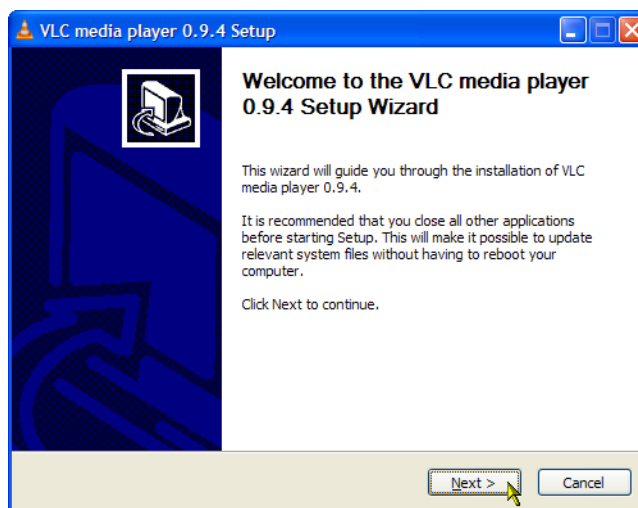 VLC media player 0.9.4 Setup
Welcome to the VLC media player
0.9.4 Setup Wizard
This wizard will guide you through the installation of VLC
media player 0.9.4.
It is recommended that you close all other applications
before starting Setup. This will make it possible to update
relevant system files without having to reboot your
computer.
Click Next to continue.
Next >
Cancel